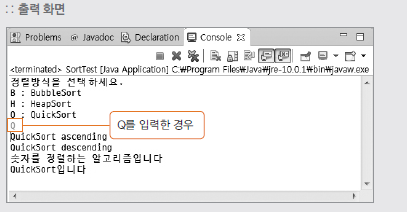 :: 출력 화면
Problems @ Javadoc Declaration Console
<terminated> SortTest [Java Application] C:₩Program Files₩Java₩jre-10.0.1₩bin₩javaw.exe
정렬방식을 선택하세요.
B : BubbleSort
H : HeapSort
Q : QuickSort
Q
Q를 입력한 경우
QuickSort ascending
QuickSort descending
숫자를 정렬하는 알고리즘입니다
QuickSort입니다